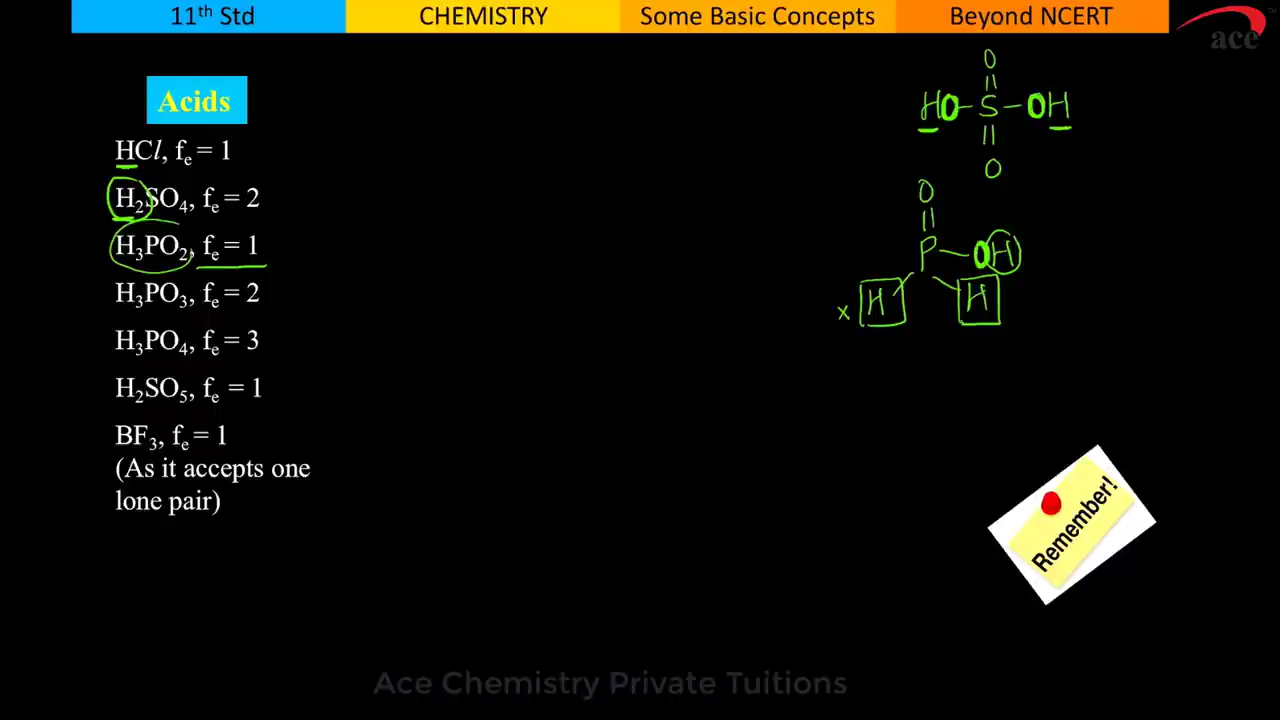 11th Std CHEMISTRY Some Basic Concepts Beyond NCERT
ace
Acids
HCl, fe = 1
H2SO4, fe = 2
H3PO2, fe = 1
H3PO3, fe = 2
H3PO4, fe = 3
H2SO5, fe = 1
BF3, fe = 1
(As it accepts one
lone pair)
O
HO–S–OH
O
O
P–OH
x H H
Remember!
Ace Chemistry Private Tuitions